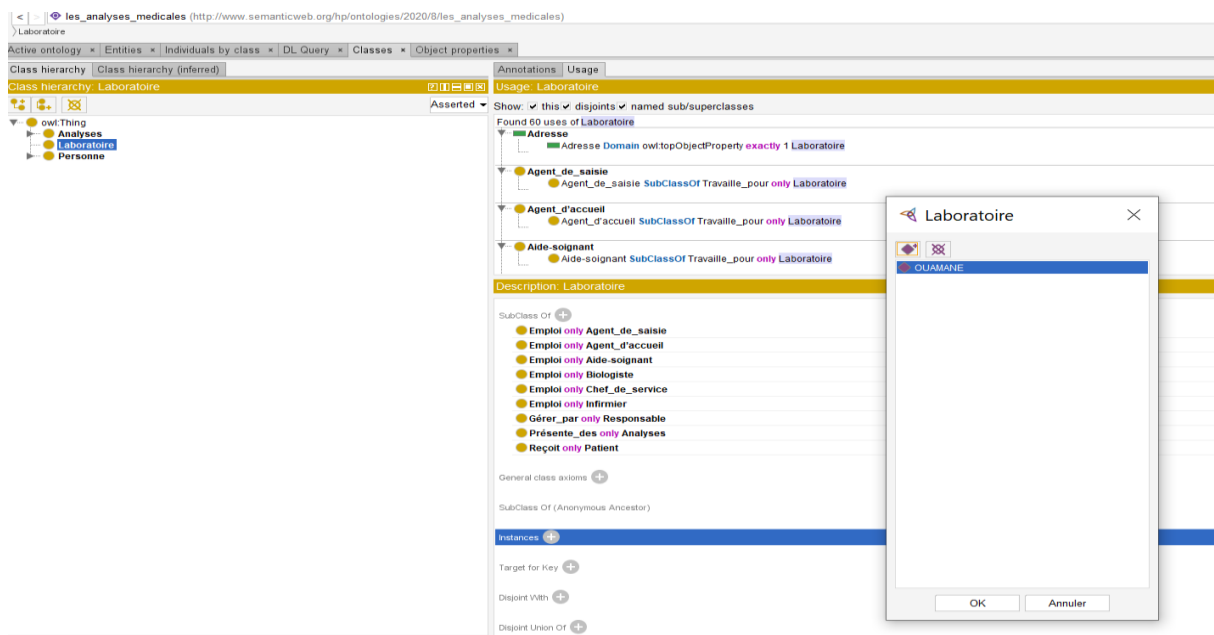 < > les_analyses_medicales (http://www.semanticweb.org/hp/ontologies/2020/8/les_analyses_medicales)
Laboratoire
Active ontology × Entities × Individuals by class × DL Query × Classes × Object properties ×
Class hierarchy Class hierarchy (inferred)
Class hierarchy: Laboratoire
Asserted
owl:Thing
Analyses
Laboratoire
Personne
Annotations Usage
Usage: Laboratoire
Show: this disjoints named sub/superclasses
Found 60 uses of Laboratoire
Adresse
Adresse Domain owl:topObjectProperty exactly 1 Laboratoire
Agent_de_saisie
Agent_de_saisie SubClassOf Travaille_pour only Laboratoire
Agent_d'accueil
Agent_d'accueil SubClassOf Travaille_pour only Laboratoire
Aide-soignant
Aide-soignant SubClassOf Travaille_pour only Laboratoire
Description: Laboratoire
SubClass Of
Emploi only Agent_de_saisie
Emploi only Agent_d'accueil
Emploi only Aide-soignant
Emploi only Biologiste
Emploi only Chef_de_service
Emploi only Infirmier
Gérer_par only Responsable
Présente_des only Analyses
Reçoit only Patient
General class axioms
SubClass Of (Anonymous Ancestor)
Instances
Target for Key
Disjoint With
Disjoint Union Of
Laboratoire
OUAMANE
OK Annuler